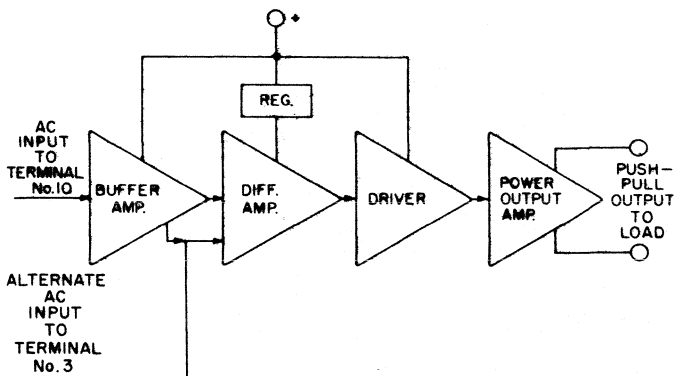 +
REG.
AC
INPUT
TO
TERMINAL
No.10
BUFFER
AMP.
DIFF.
AMP.
DRIVER
POWER
OUTPUT
AMP.
PUSH-
PULL
OUTPUT
TO
LOAD
ALTERNATE
AC
INPUT
TO
TERMINAL
No. 3